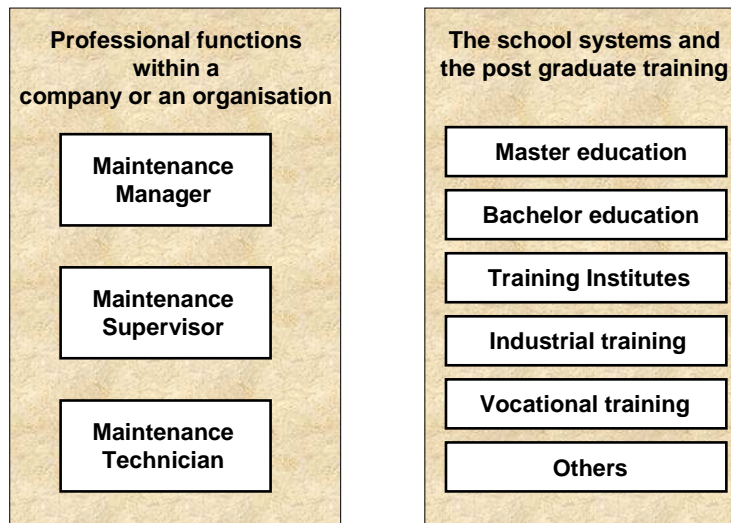 Professional functions
within a
company or an organisation
Maintenance
Manager
Maintenance
Supervisor
Maintenance
Technician
The school systems and
the post graduate training
Master education
Bachelor education
Training Institutes
Industrial training
Vocational training
Others